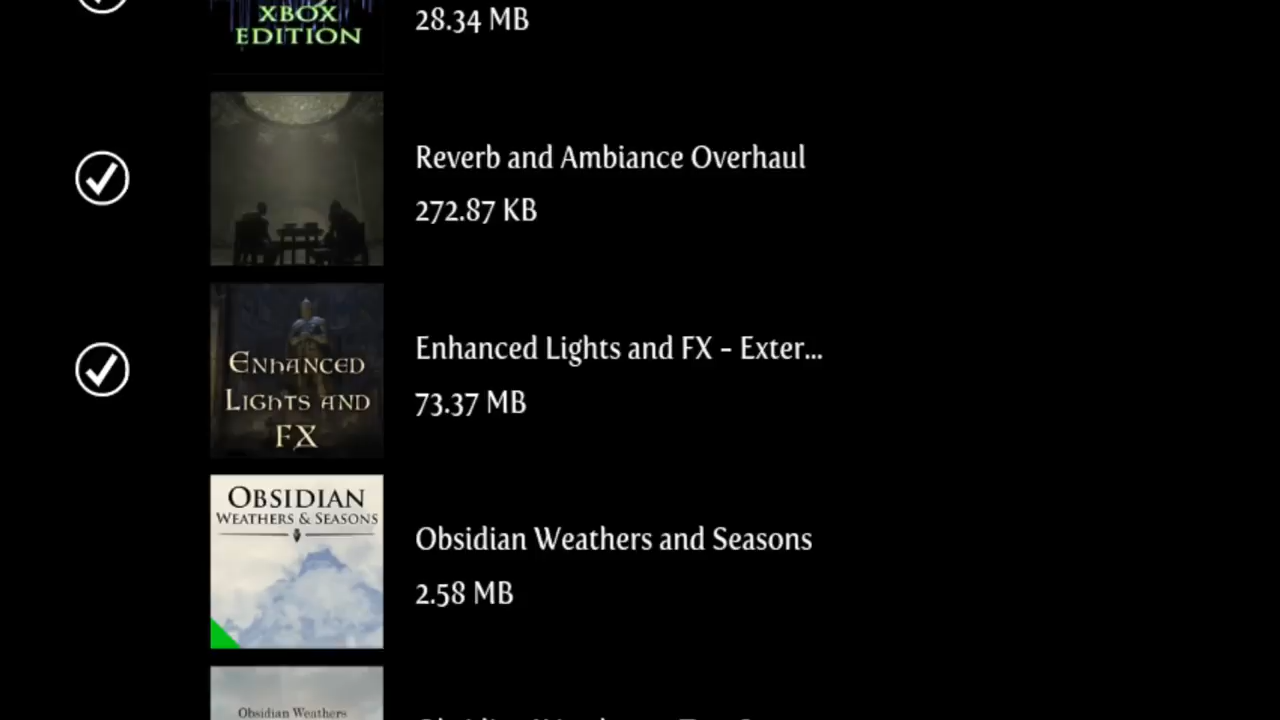 XBOX
EDITION
28.34 MB
Reverb and Ambiance Overhaul
272.87 KB
ENHANCED
LIGHTS AND
FX
Enhanced Lights and FX - Exter...
73.37 MB
OBSIDIAN
WEATHERS & SEASONS
Obsidian Weathers and Seasons
2.58 MB
Obsidian Weathers